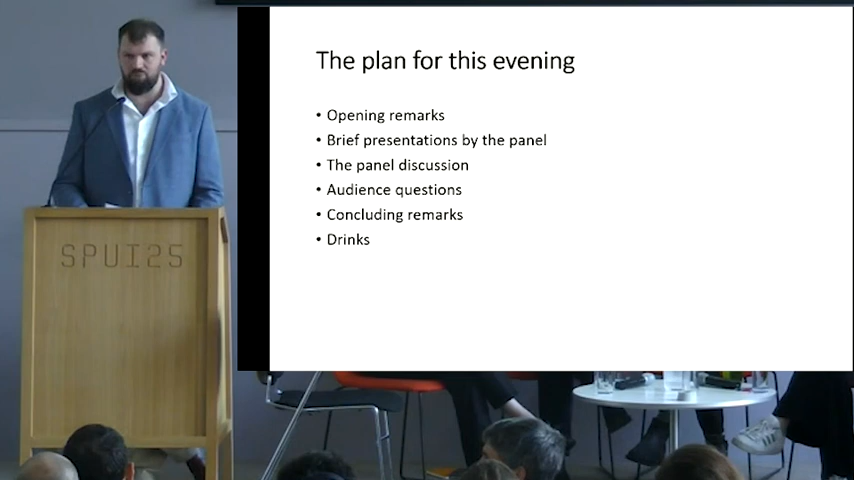 The plan for this evening
• Opening remarks
• Brief presentations by the panel
• The panel discussion
• Audience questions
• Concluding remarks
• Drinks
SPUI25